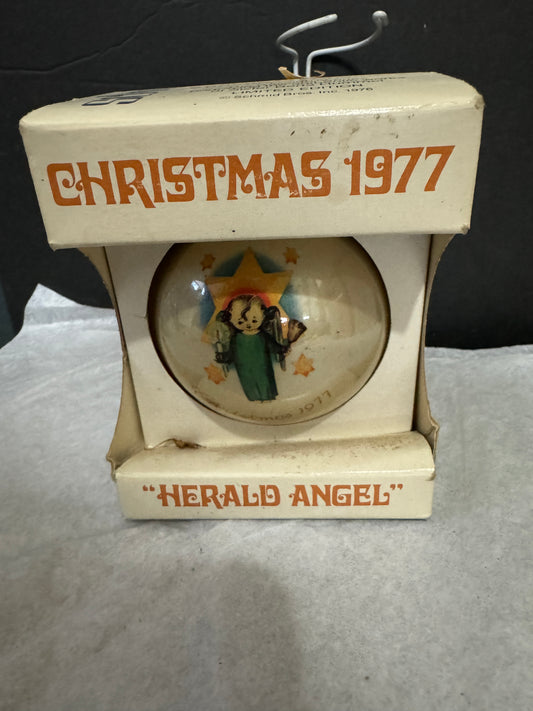 LIMITED EDITION
© Schmid Bros. Inc. 1976
CHRISTMAS 1977
Christmas 1977
"HERALD ANGEL"